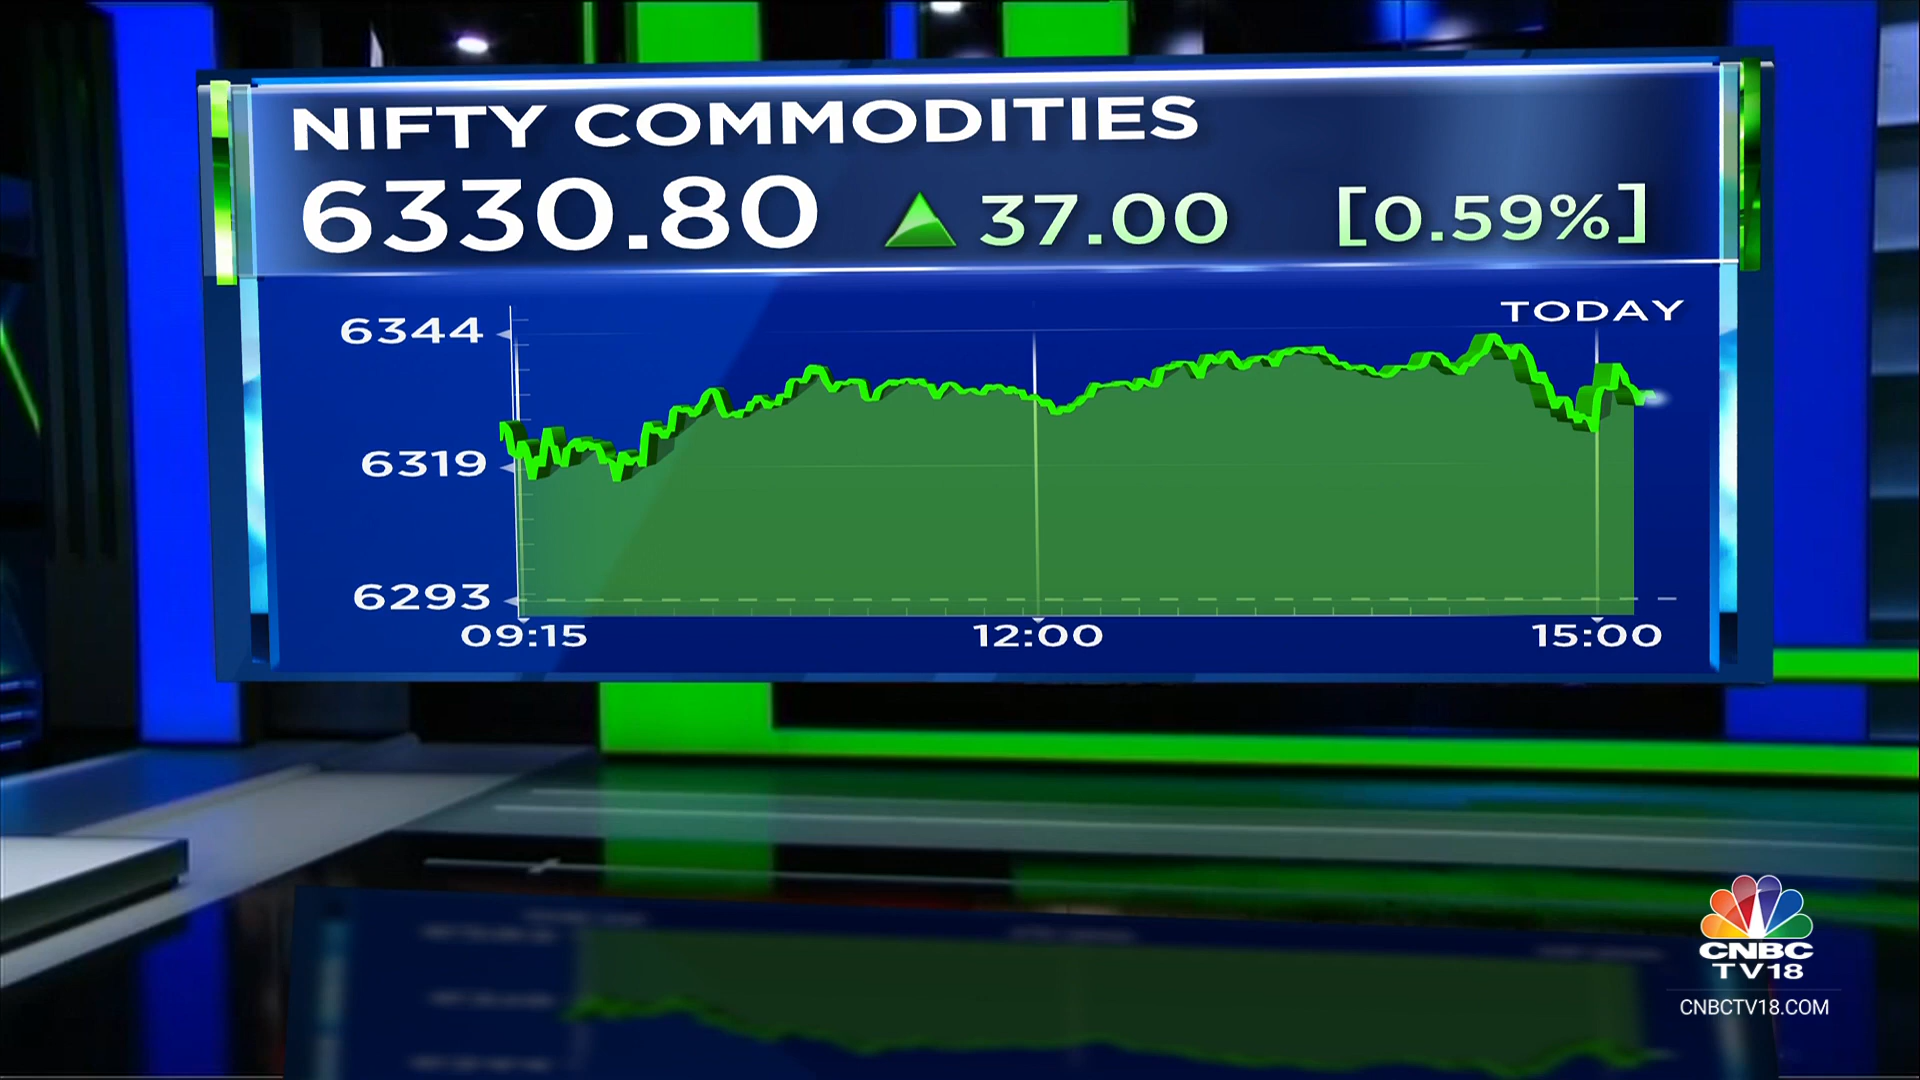 NIFTY COMMODITIES
6330.80 ▲ 37.00 [0.59%]
TODAY
6344
6319
6293
09:15 12:00 15:00
CNBC
TV18
CNBCTV18.COM